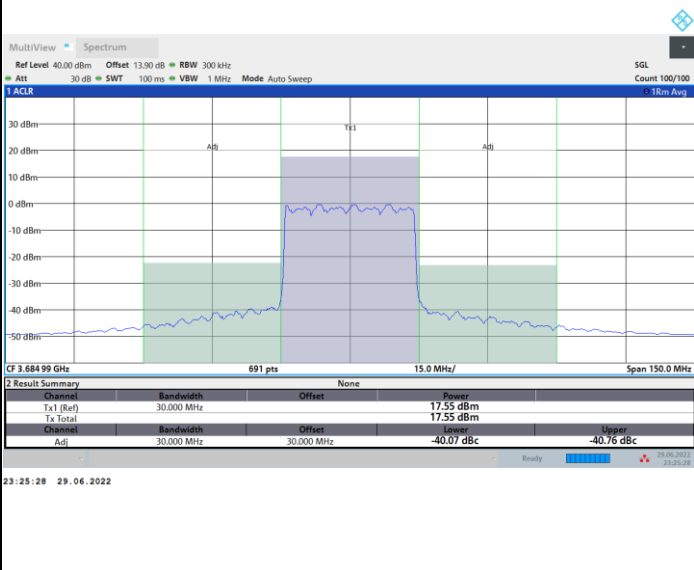 MultiView Spectrum
Ref Level 40.00 dBm Offset 13.90 dB RBW 300 kHz SGL
Att 30 dB SWT 100 ms VBW 1 MHz Mode Auto Sweep Count 100/100
1 ACLR 1Rm Avg
30 dBm
Tx1
20 dBm Adj Adj
10 dBm
0 dBm
-10 dBm
-20 dBm
-30 dBm
-40 dBm
-50 dBm
CF 3.684 99 GHz 691 pts 15.0 MHz/ Span 150.0 MHz
2 Result Summary None
Channel Bandwidth Offset Power
Tx1 (Ref) 30.000 MHz 17.55 dBm
Tx Total 17.55 dBm
Channel Bandwidth Offset Lower Upper
Adj 30.000 MHz 30.000 MHz -40.07 dBc -40.76 dBc
Ready 29.06.2022
23:25:28
23:25:28 29.06.2022